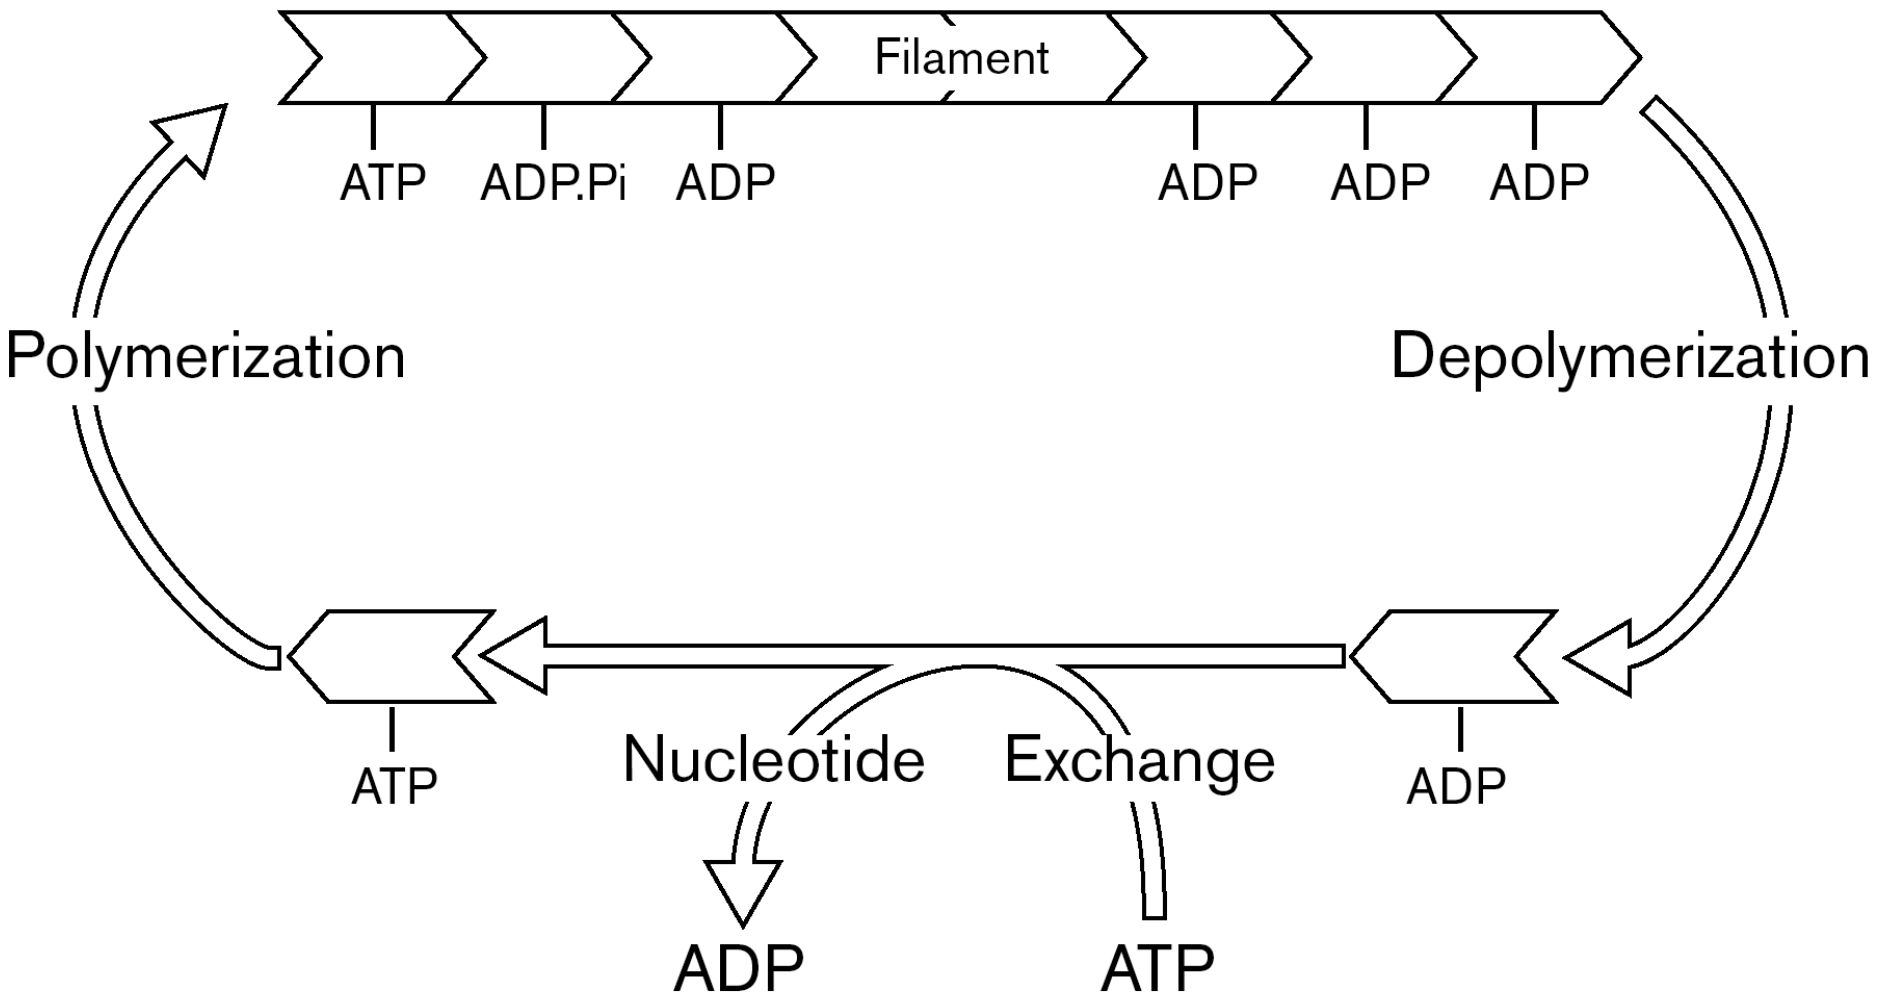 Filament
ATP ADP.Pi ADP ADP ADP ADP
Polymerization Depolymerization
Nucleotide Exchange
ATP ADP
ADP ATP